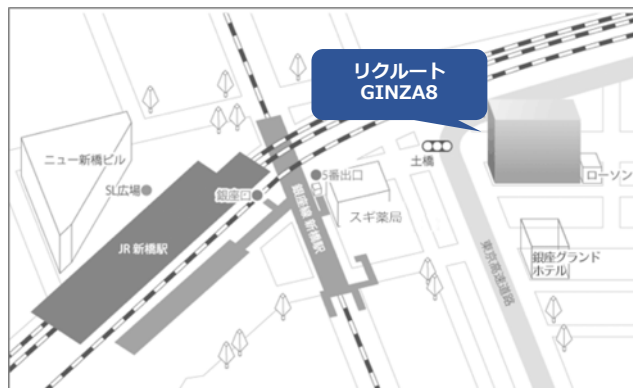 リクルート
GINZA8
ニュー新橋ビル
SL広場
JR 新橋駅
銀座口
銀座線 新橋駅
5番出口
スギ薬局
土橋
東京高速道路
ローソン
銀座グランド
ホテル